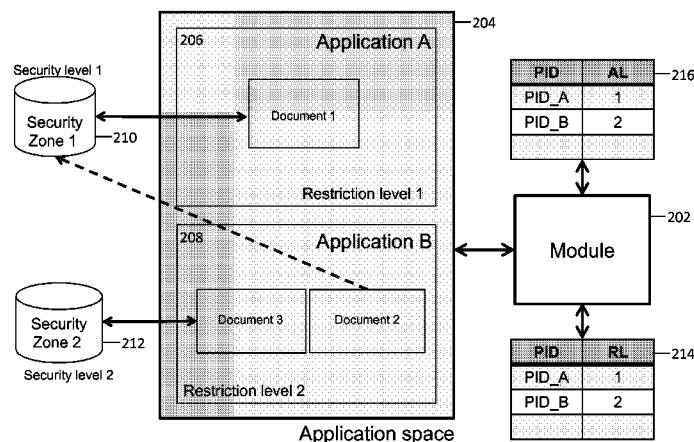 206
Application A
204
Security level 1
Security
Zone 1
210
Document 1
Restriction level 1
PID AL
216
PID_A 1
PID_B 2
208
Application B
Module
202
Security
Zone 2
212
Security level 2
Document 3
Document 2
Restriction level 2
PID RL
214
PID_A 1
PID_B 2
Application space